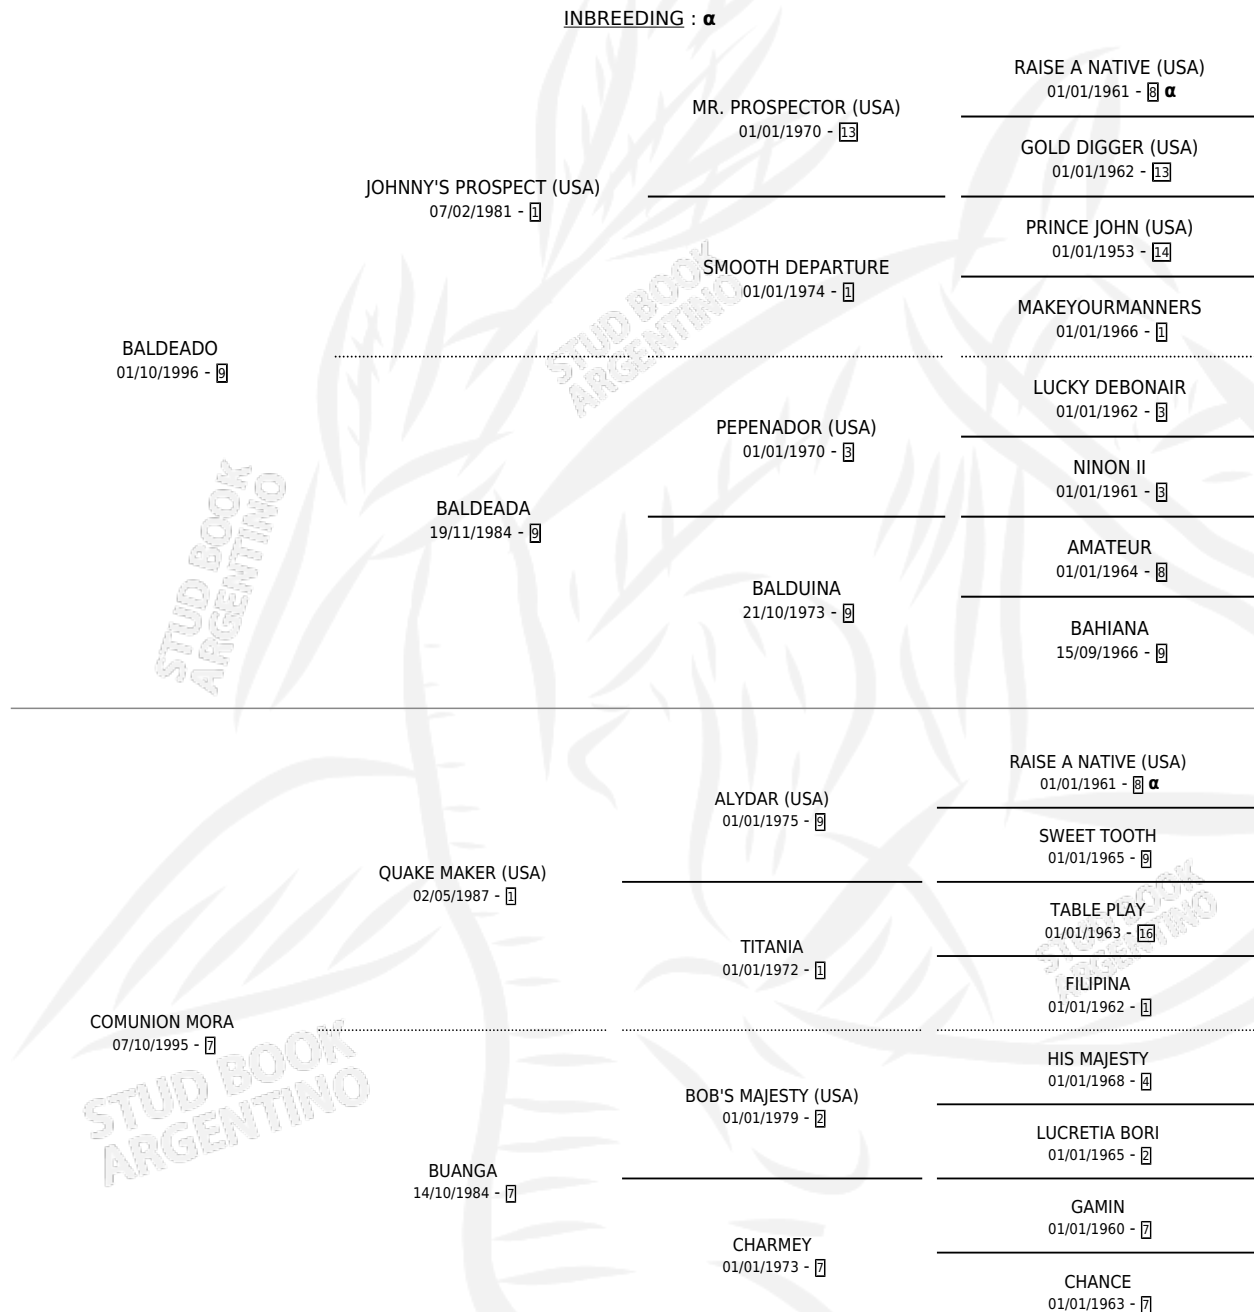 INBREEDING : α
RAISE A NATIVE (USA)
01/01/1961 - 8 α
MR. PROSPECTOR (USA)
01/01/1970 - 13
GOLD DIGGER (USA)
01/01/1962 - 13
JOHNNY'S PROSPECT (USA)
07/02/1981 - 1
PRINCE JOHN (USA)
01/01/1953 - 14
SMOOTH DEPARTURE
01/01/1974 - 1
MAKEYOURMANNERS
01/01/1966 - 1
BALDEADO
01/10/1996 - 9
LUCKY DEBONAIR
01/01/1962 - 3
PEPENADOR (USA)
01/01/1970 - 3
NINON II
01/01/1961 - 3
BALDEADA
19/11/1984 - 9
AMATEUR
01/01/1964 - 8
BALDUINA
21/10/1973 - 9
BAHIANA
15/09/1966 - 9
RAISE A NATIVE (USA)
01/01/1961 - 8 α
ALYDAR (USA)
01/01/1975 - 9
SWEET TOOTH
01/01/1965 - 9
QUAKE MAKER (USA)
02/05/1987 - 1
TABLE PLAY
01/01/1963 - 16
TITANIA
01/01/1972 - 1
FILIPINA
01/01/1962 - 1
COMUNION MORA
07/10/1995 - 7
HIS MAJESTY
01/01/1968 - 4
BOB'S MAJESTY (USA)
01/01/1979 - 2
LUCRETIA BORI
01/01/1965 - 2
BUANGA
14/10/1984 - 7
GAMIN
01/01/1960 - 7
CHARMEY
01/01/1973 - 7
CHANCE
01/01/1963 - 7
STUD BOOK
ARGENTINO
STUD BOOK
ARGENTINO
STUD BOOK
ARGENTINO
STUD BOOK
ARGENTINO